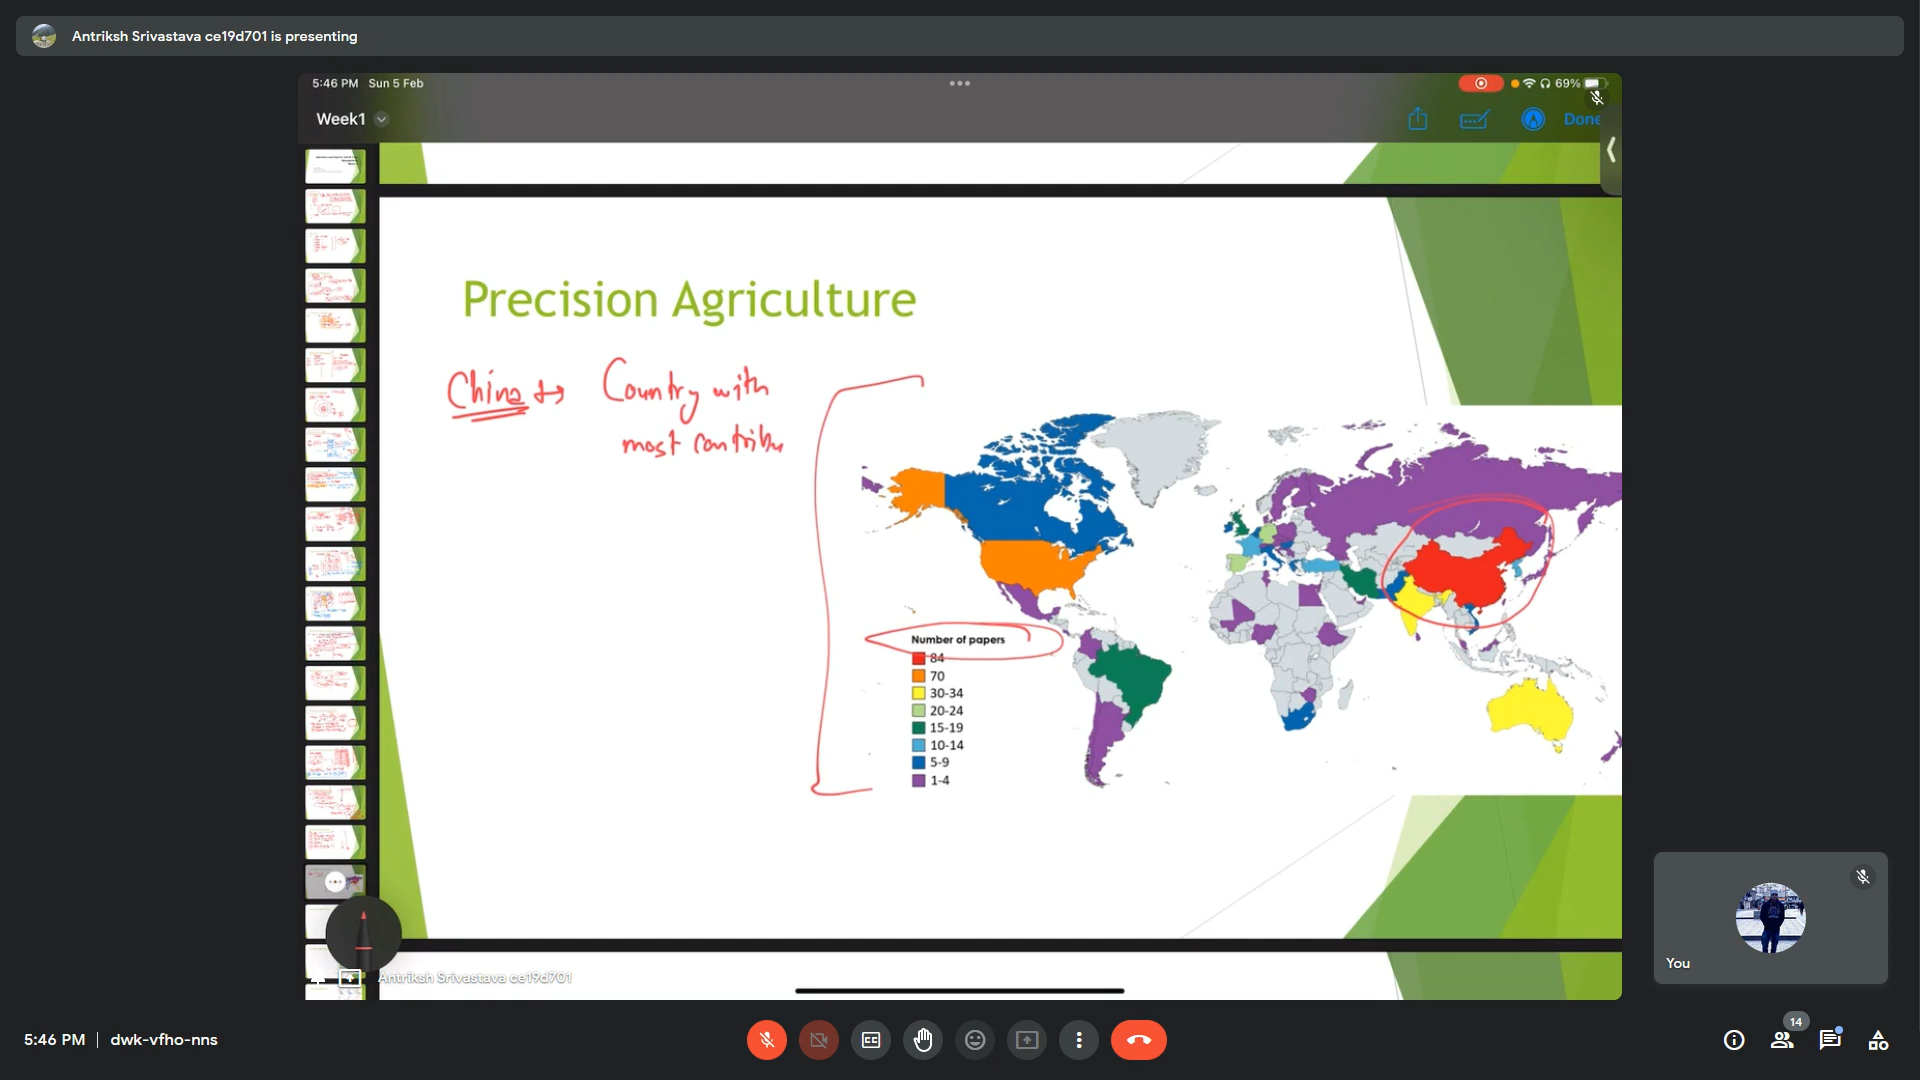 Antriksh Srivastava ce19d701 is presenting
5:46 PM Sun 5 Feb
69%
Week1
Done
Precision Agriculture
China ↔ Country with
most contribu
Number of papers
84
70
30-34
20-24
15-19
10-14
5-9
1-4
Antriksh Srivastava ce19d701
You
5:46 PM | dwk-vfho-nns
CC
14